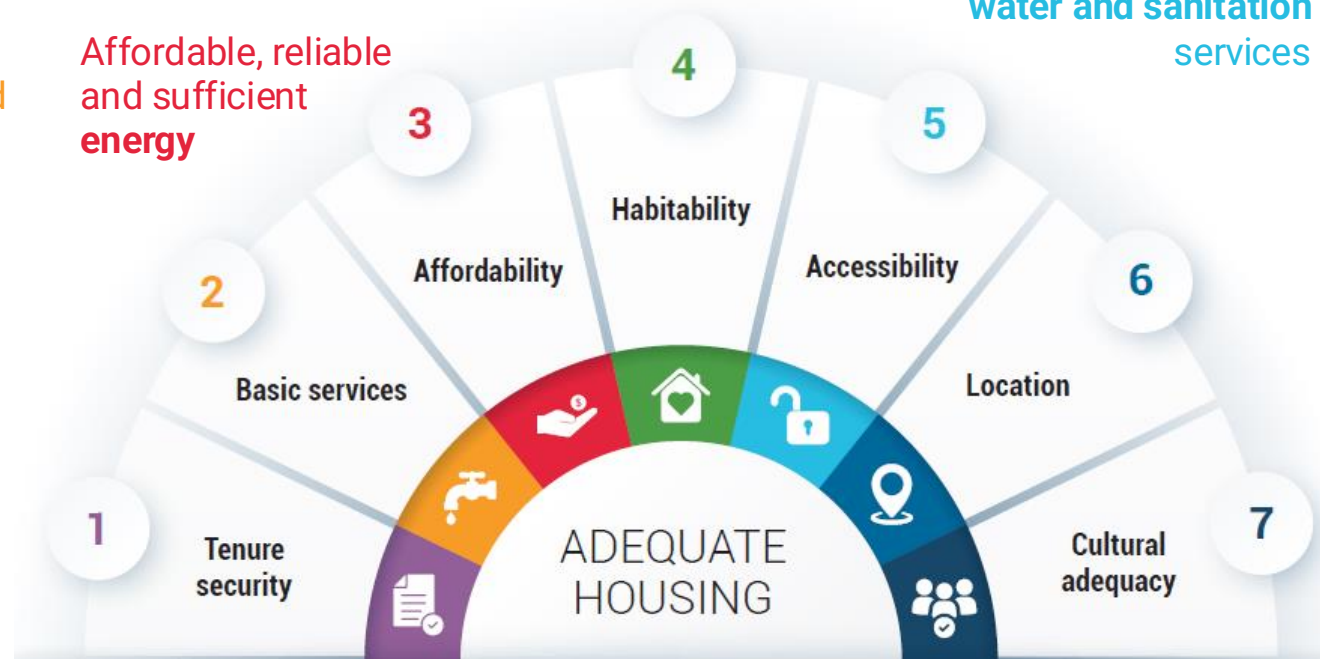 water and sanitation
services
Affordable, reliable
and sufficient
energy
1
Tenure
security
2
Basic services
3
Affordability
4
Habitability
5
Accessibility
6
Location
7
Cultural
adequacy
ADEQUATE
HOUSING
$